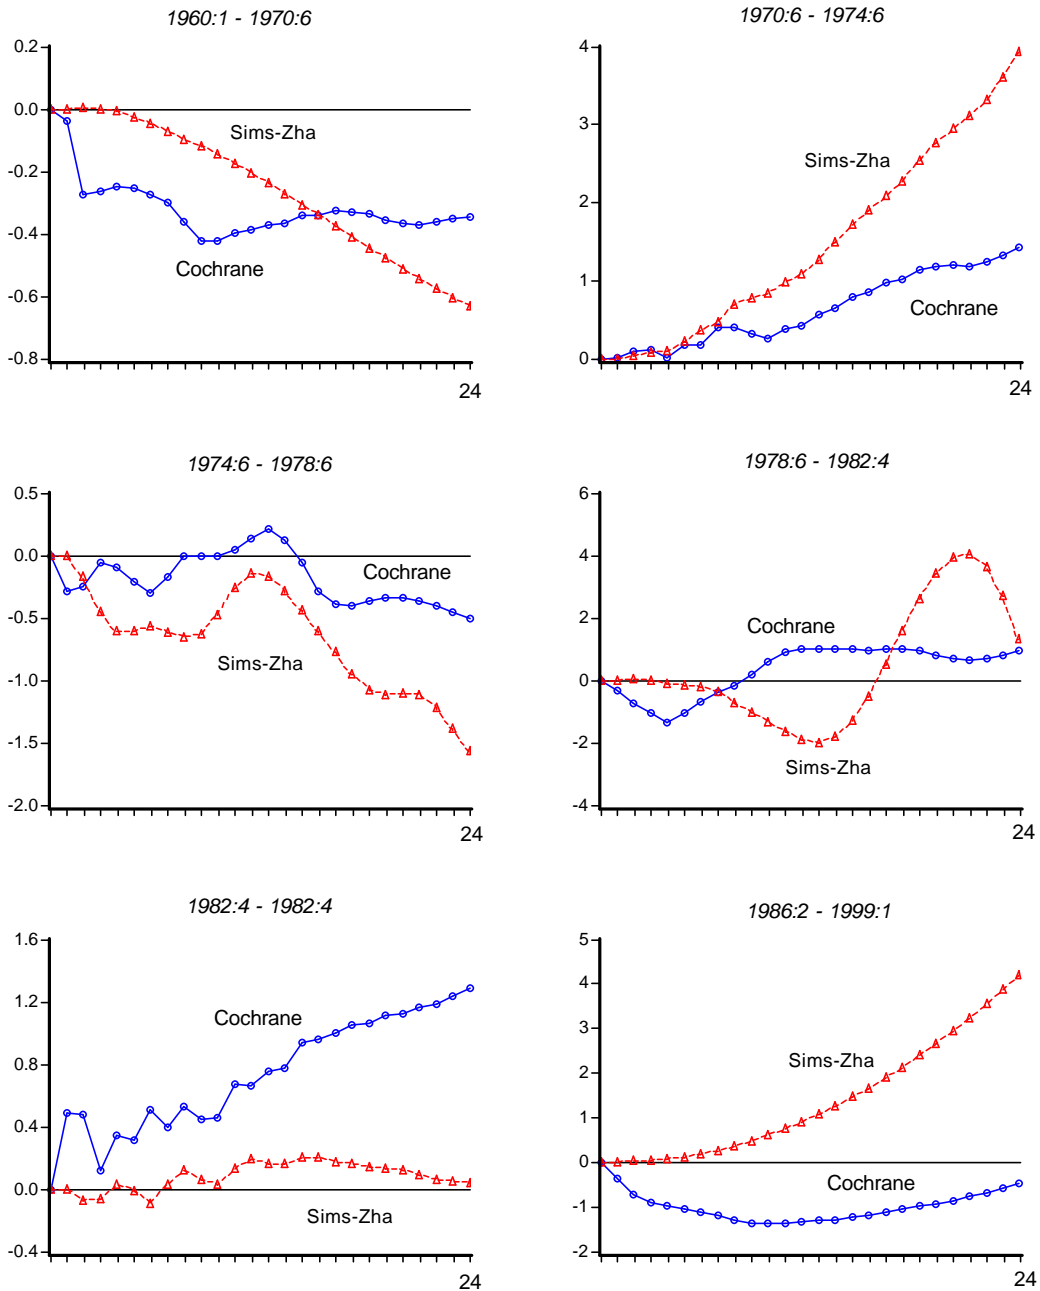 1960:1 - 1970:6
0.2
0.0
-0.2
-0.4
-0.6
-0.8
Sims-Zha
Cochrane
24
1970:6 - 1974:6
4
3
2
1
0
Sims-Zha
Cochrane
24
1974:6 - 1978:6
0.5
0.0
-0.5
-1.0
-1.5
-2.0
Cochrane
Sims-Zha
24
1978:6 - 1982:4
6
4
2
0
-2
-4
Cochrane
Sims-Zha
24
1982:4 - 1982:4
1.6
1.2
0.8
0.4
0.0
-0.4
Cochrane
Sims-Zha
24
1986:2 - 1999:1
5
4
3
2
1
0
-1
-2
Sims-Zha
Cochrane
24